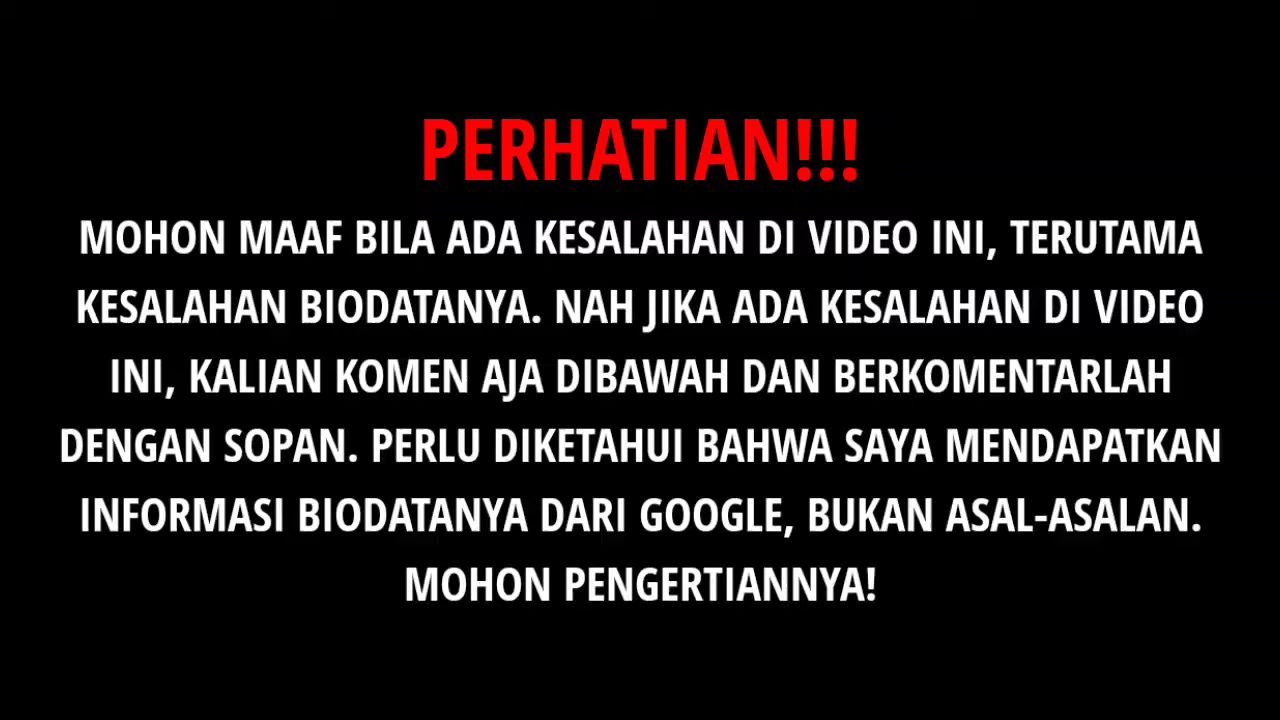 PERHATIAN!!!
MOHON MAAF BILA ADA KESALAHAN DI VIDEO INI, TERUTAMA
KESALAHAN BIODATANYA. NAH JIKA ADA KESALAHAN DI VIDEO
INI, KALIAN KOMEN AJA DIBAWAH DAN BERKOMENTARLAH
DENGAN SOPAN. PERLU DIKETAHUI BAHWA SAYA MENDAPATKAN
INFORMASI BIODATANYA DARI GOOGLE, BUKAN ASAL-ASALAN.
MOHON PENGERTIANNYA!